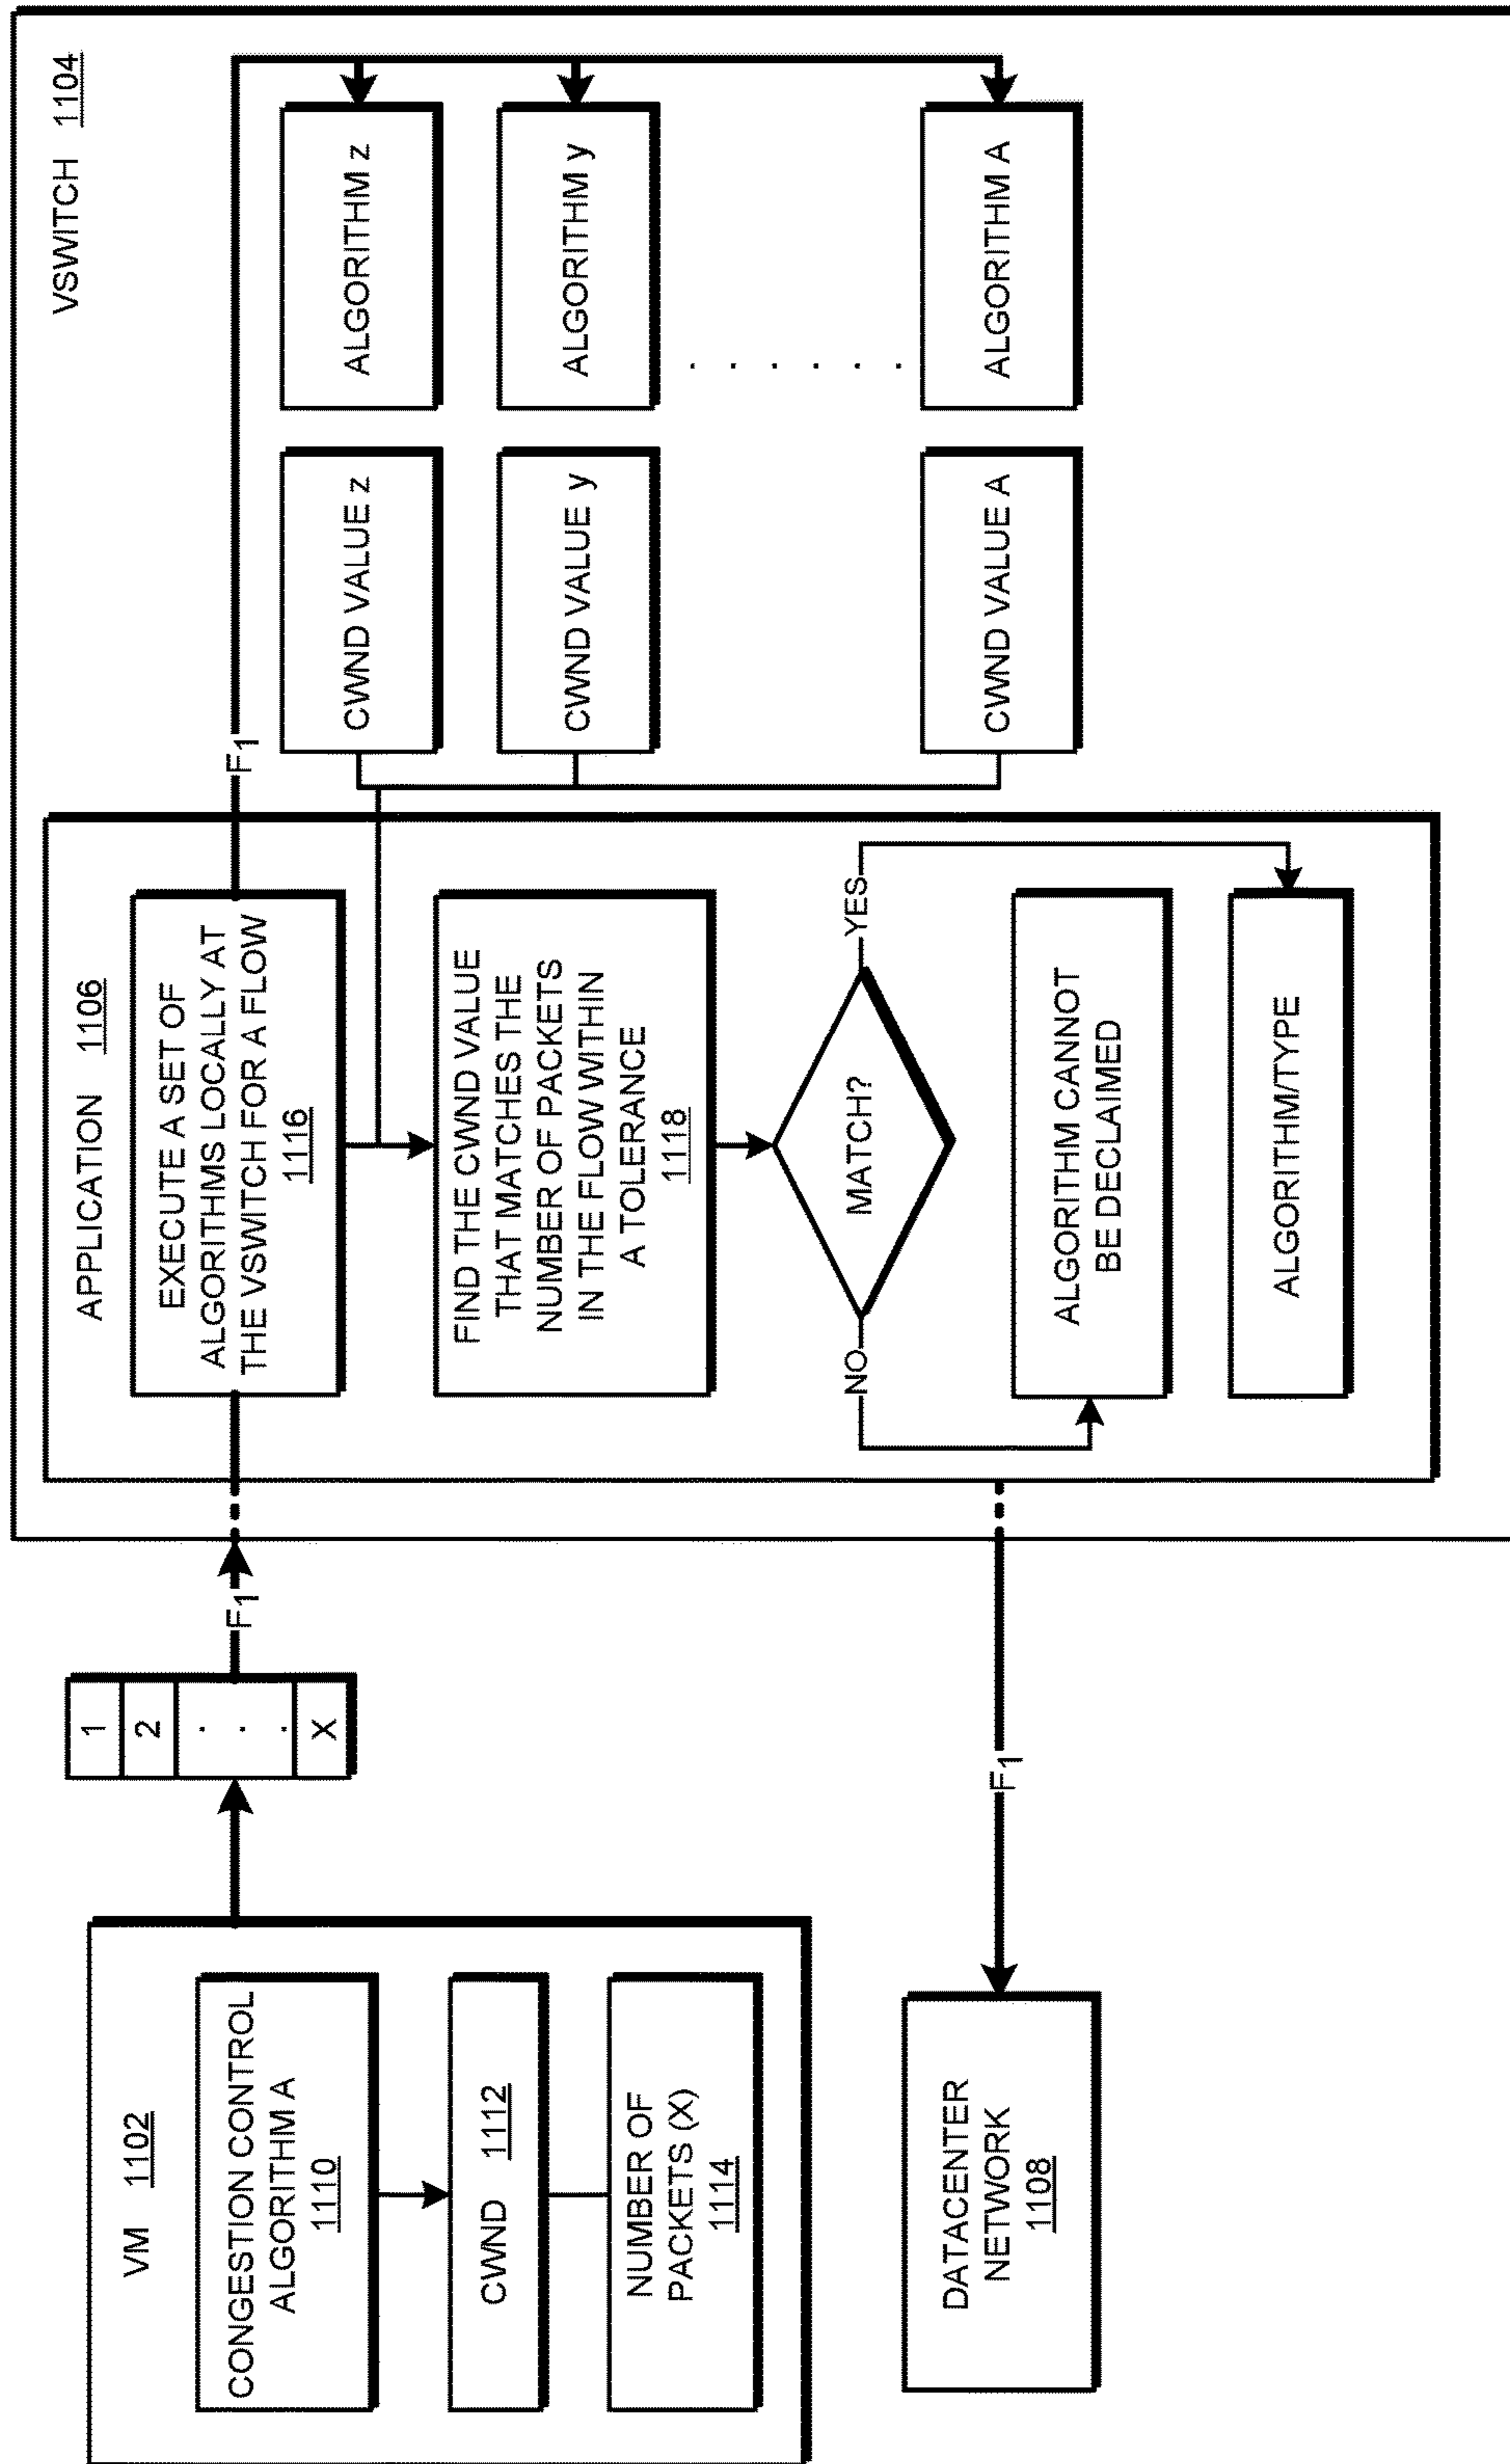 VM 1102
CONGESTION CONTROL
ALGORITHM A
1110
CWND 1112
NUMBER OF
PACKETS (X)
1114
1
2
. . .
X
F1
DATACENTER
NETWORK
1108
F1
VSWITCH 1104
APPLICATION 1106
EXECUTE A SET OF
ALGORITHMS LOCALLY AT
THE VSWITCH FOR A FLOW
1116
FIND THE CWND VALUE
THAT MATCHES THE
NUMBER OF PACKETS
IN THE FLOW WITHIN
A TOLERANCE
1118
MATCH?
NO
YES
ALGORITHM CANNOT
BE DECLAIMED
ALGORITHM/TYPE
F1
CWND VALUE z
ALGORITHM z
CWND VALUE y
ALGORITHM y
. . . . . .
CWND VALUE A
ALGORITHM A